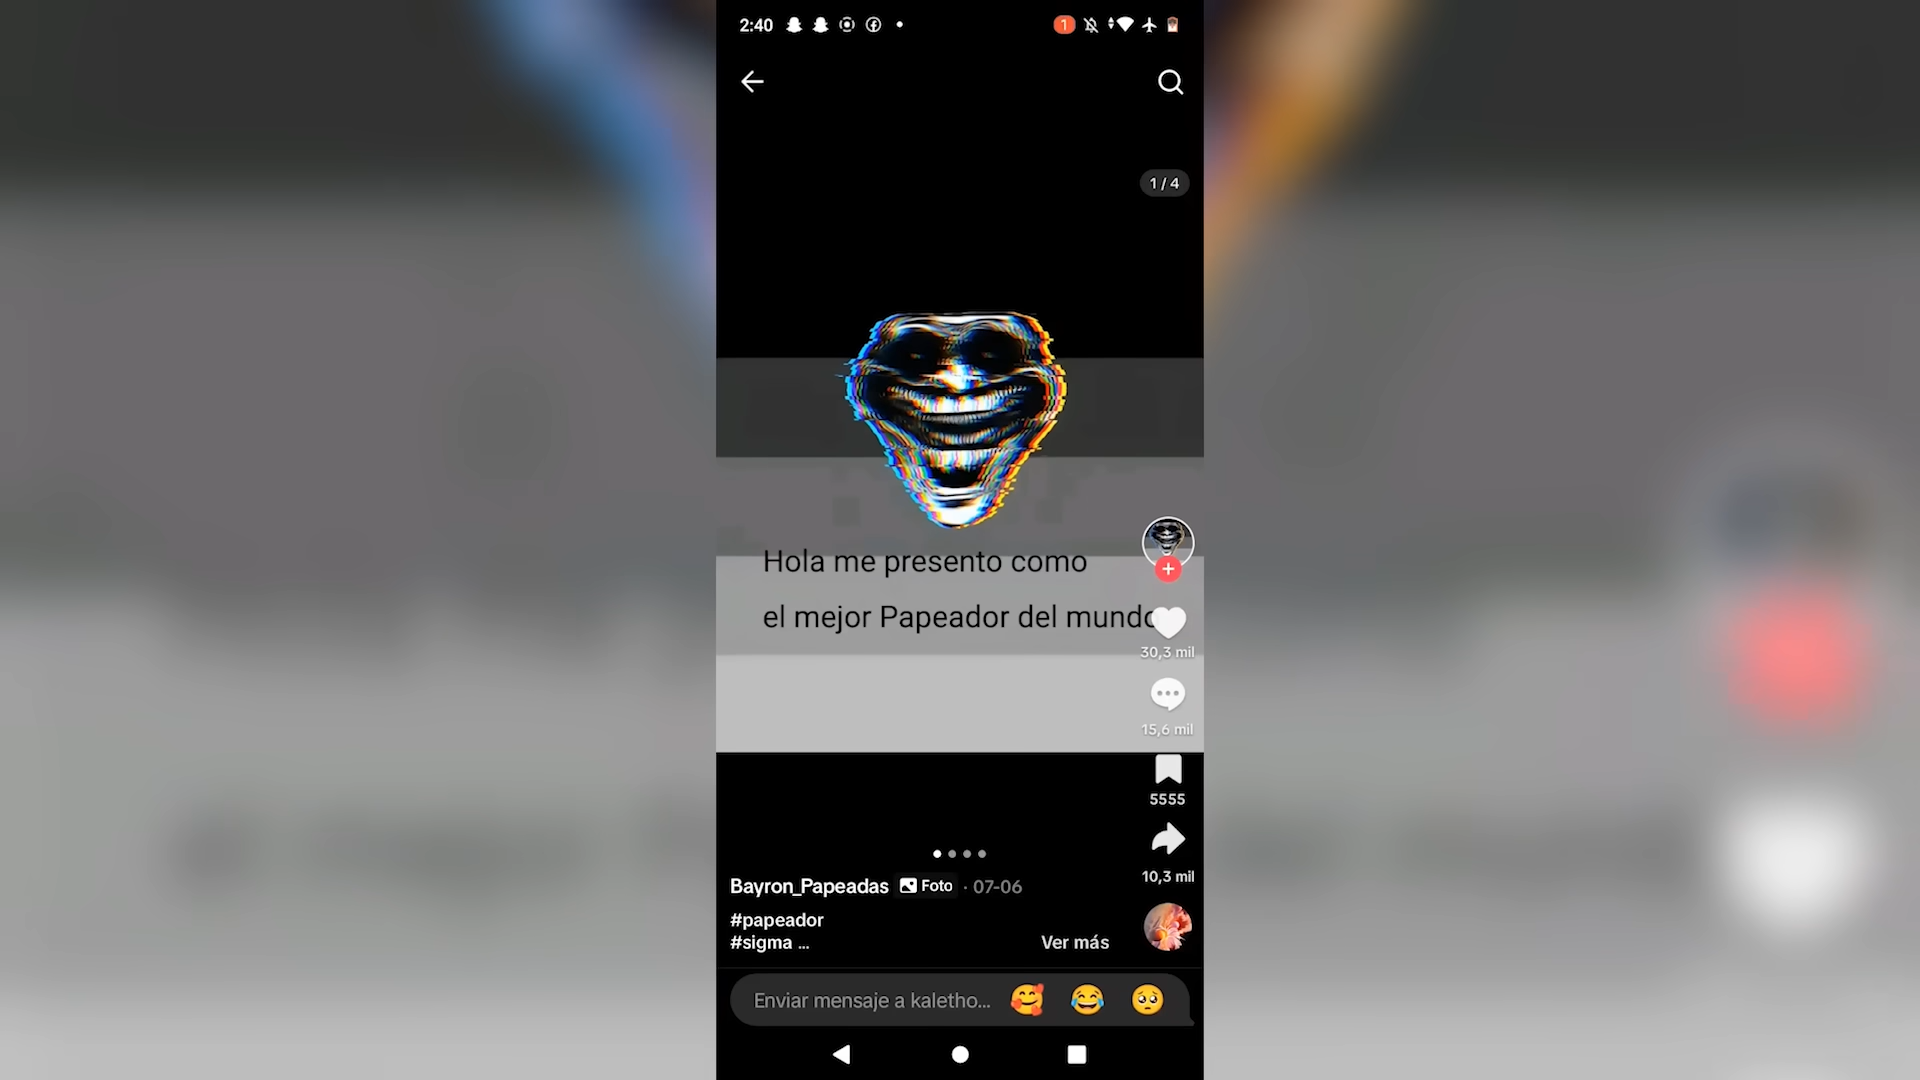 2:40
1
1 / 4
Hola me presento como
el mejor Papeador del mundo
30,3 mil
15,6 mil
5555
10,3 mil
Bayron_Papeadas Foto · 07-06
#papeador
#sigma ... Ver más
Enviar mensaje a kaletho...